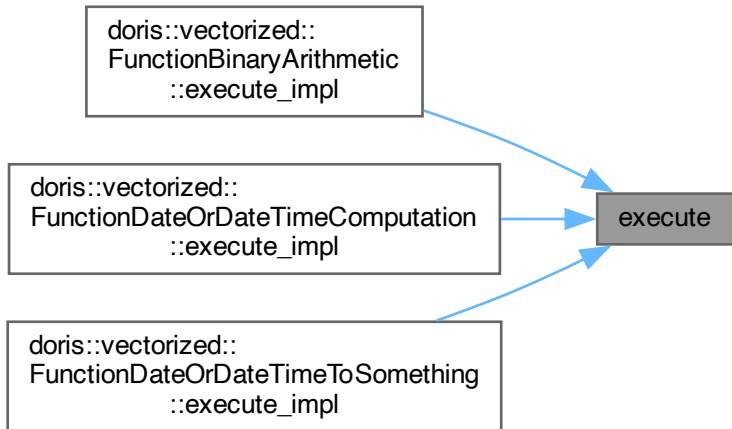 doris::vectorized::
FunctionBinaryArithmetic
::execute_impl
doris::vectorized::
FunctionDateOrDateTimeComputation
::execute_impl
execute
doris::vectorized::
FunctionDateOrDateTimeToSomething
::execute_impl